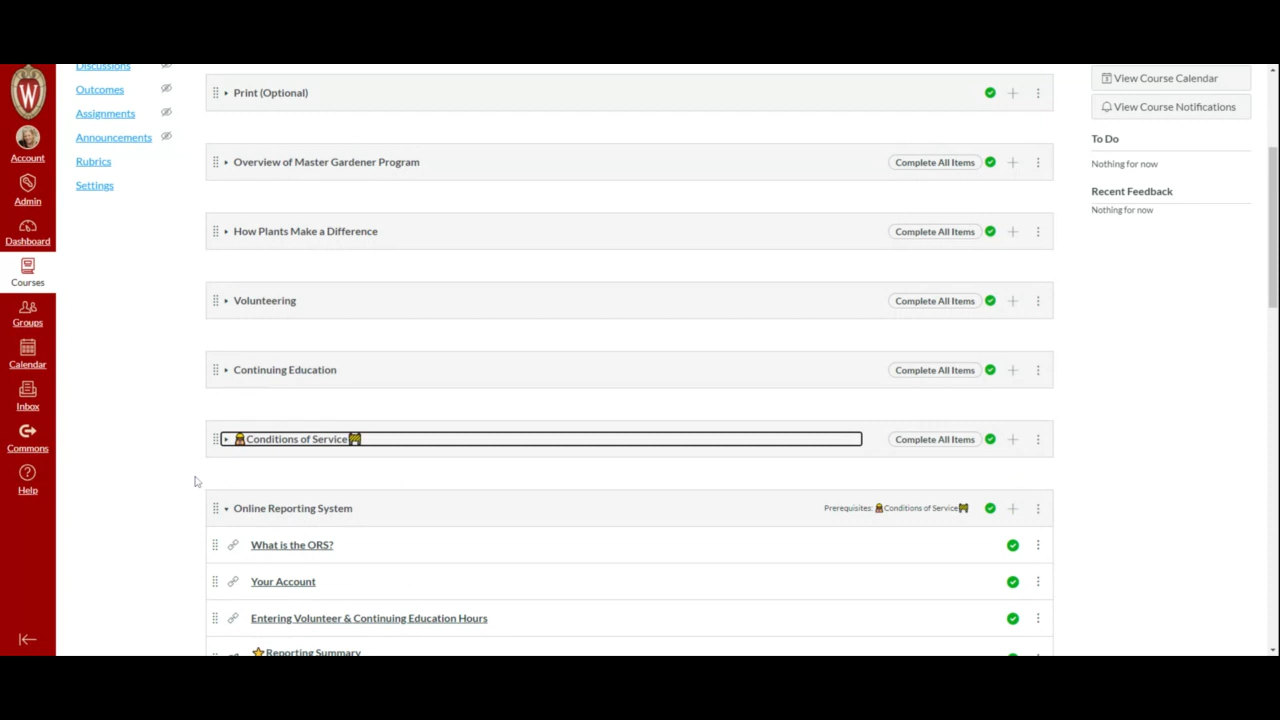 W
Account
Admin
Dashboard
Courses
Groups
Calendar
Inbox
Commons
Help
Discussions
Outcomes
Assignments
Announcements
Rubrics
Settings
Print (Optional)
Overview of Master Gardener Program Complete All Items
How Plants Make a Difference Complete All Items
Volunteering Complete All Items
Continuing Education Complete All Items
Conditions of Service Complete All Items
Online Reporting System Prerequisites: Conditions of Service
What is the ORS?
Your Account
Entering Volunteer & Continuing Education Hours
Reporting Summary
View Course Calendar
View Course Notifications
To Do
Nothing for now
Recent Feedback
Nothing for now